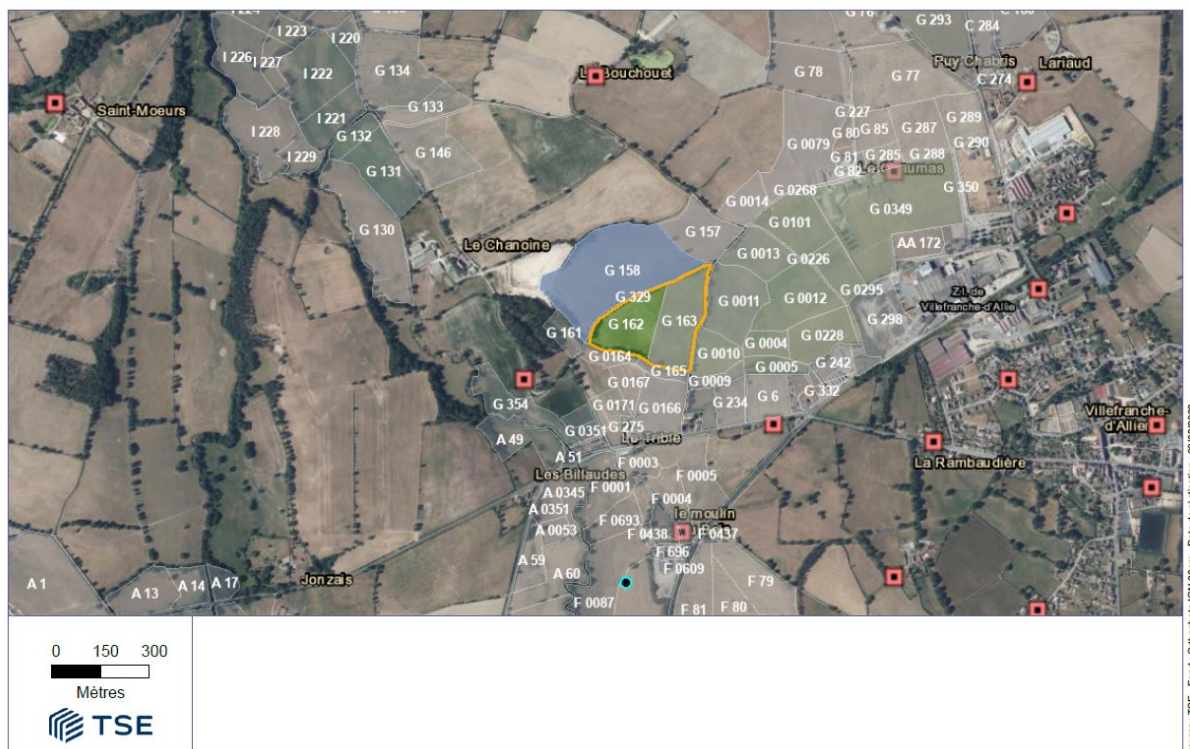 G 76
G 293
C 284
I 223
I 220
I 226
I 227
I 222
G 134
Puy Chabris
Lariaud
G 78
G 77
C 274
Saint-Moeurs
G 133
I 221
G 227
G 289
I 228
G 132
G 80
G 85
G 287
G 290
G 146
G 0079
I 229
G 81
G 285
G 288
G 131
G 82
G 0268
G 350
G 0014
G 0349
G 130
G 0101
G 157
AA 172
Le Chanoine
G 0013
G 0226
G 158
G 0295
Z.I. de
Villefranche-d'Allie
G 329
G 0011
G 0012
G 298
G 161
G 162
G 163
G 0228
G 0004
G 0164
G 0010
G 242
G 165
G 0005
G 0167
G 0009
G 332
G 354
G 0171
G 0166
G 234
G 6
Villefranche-
d'Allier
G 0351
G 275
A 49
Le Trible
A 51
F 0003
La Rambaudière
Les Billaudes
F 0005
A 0345
F 0001
F 0004
A 0351
le moulin
F 0693
A 0053
F 0438
F 0437
F 696
A 59
A 60
F 0609
A 1
A 13
A 14
A 17
Jonzais
F 79
F 0087
F 81
F 80
0 150 300
Mètres
TSE